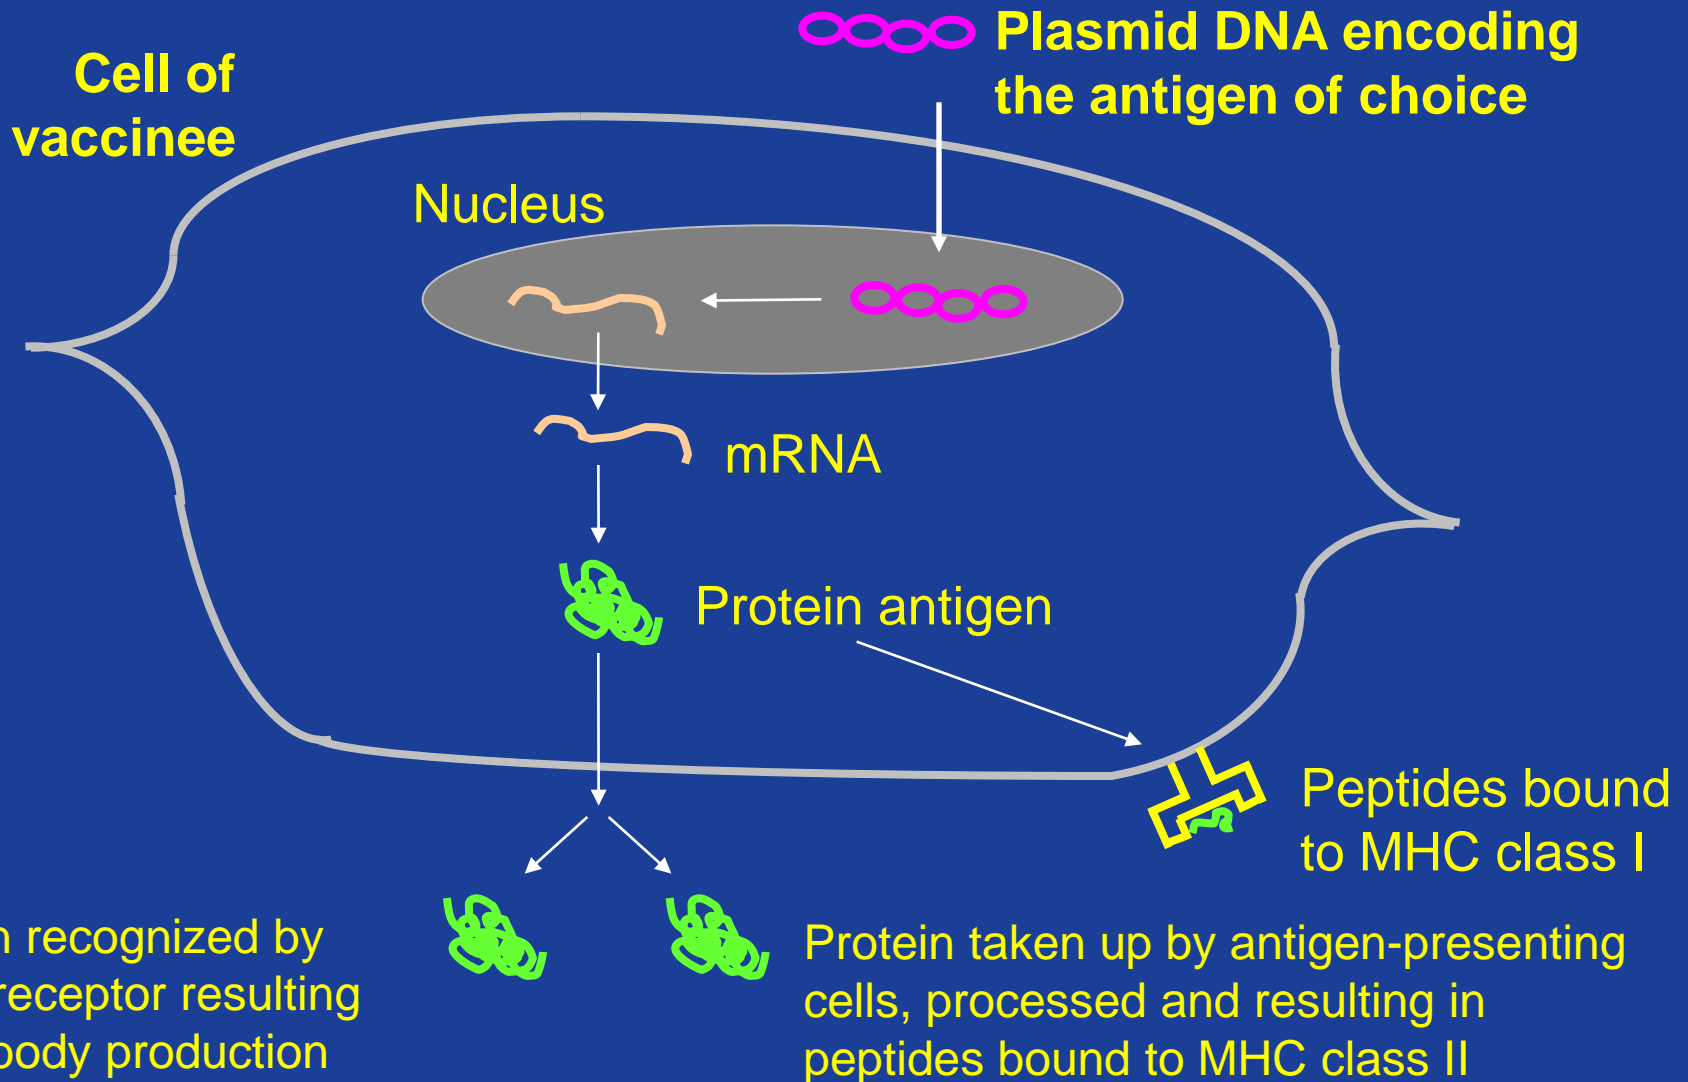 Plasmid DNA encoding
the antigen of choice
Cell of
vaccinee
Nucleus
mRNA
Protein antigen
Peptides bound
to MHC class I
recognized by
receptor resulting
body production
Protein taken up by antigen-presenting
cells, processed and resulting in
peptides bound to MHC class II